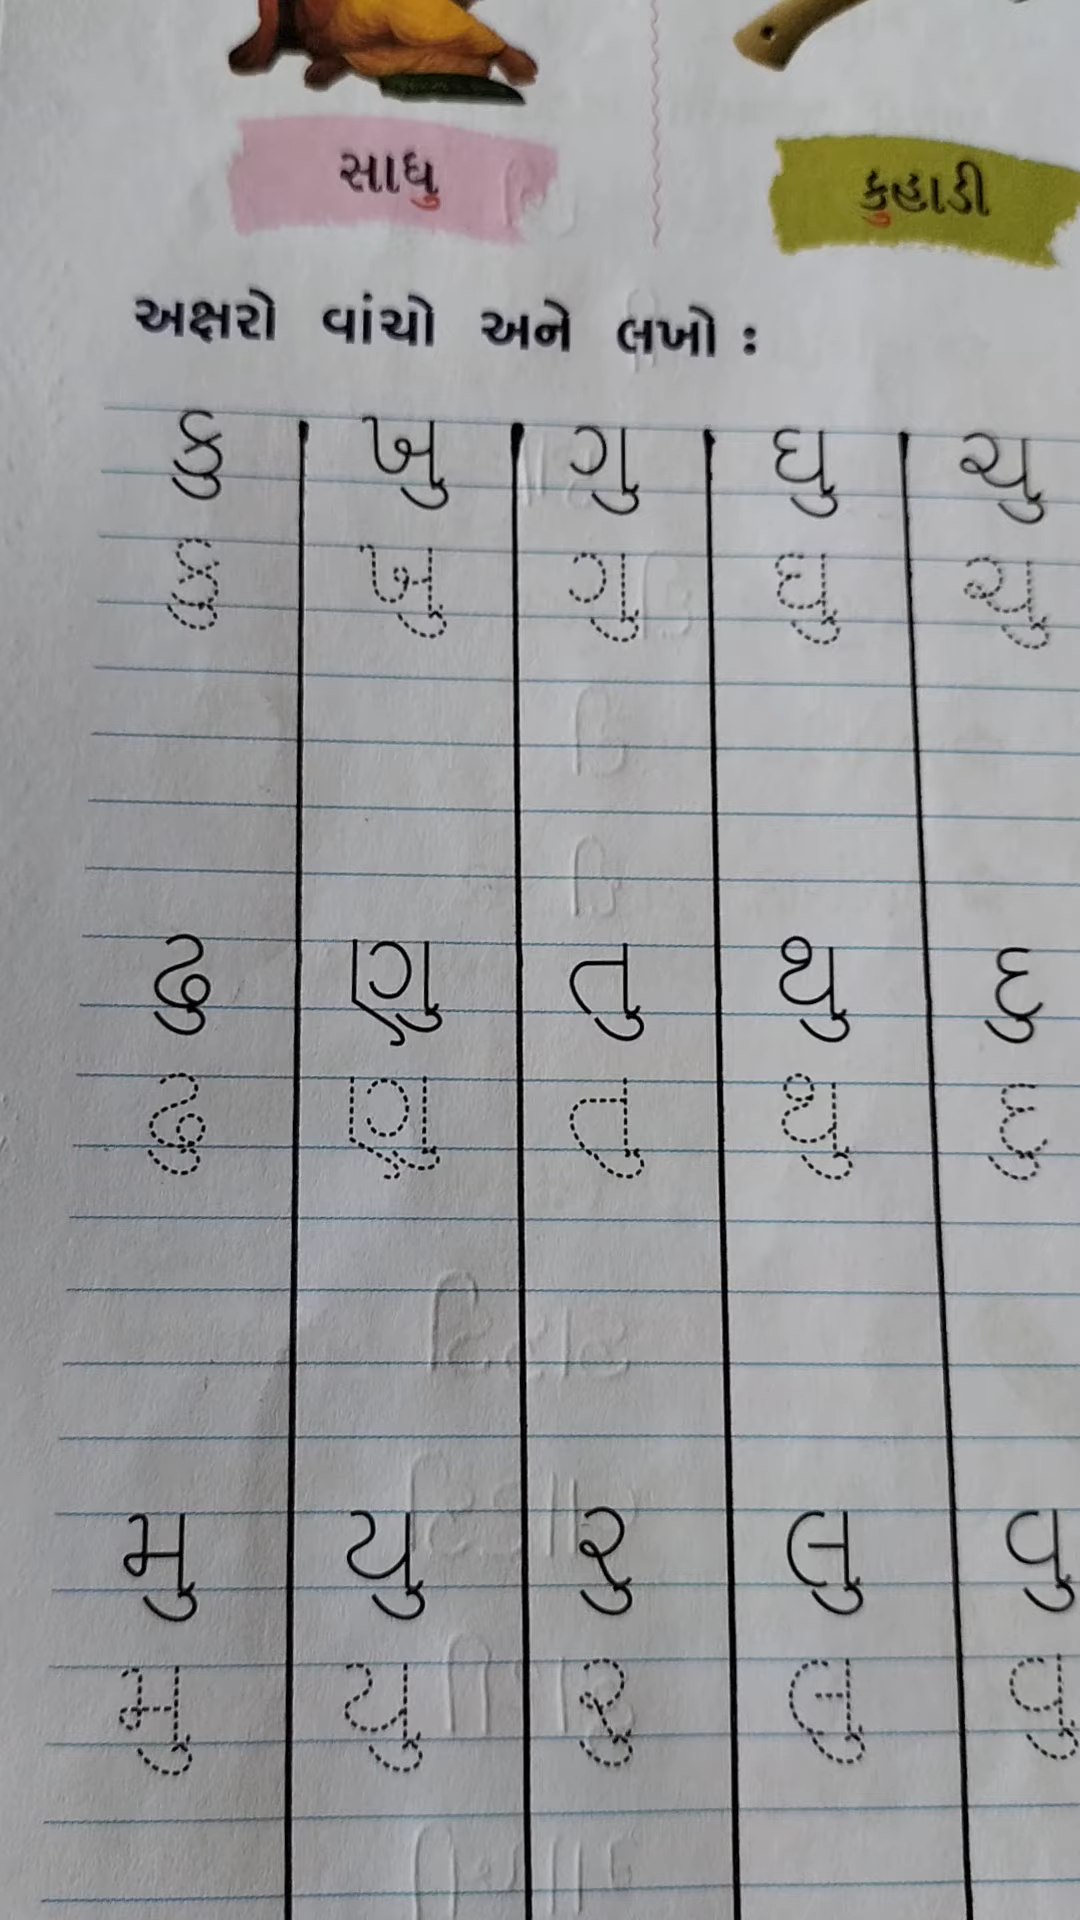 સાધુ કુહાડી
અક્ષરો વાંચો અને લખો :
કુ ખુ ગુ ઘુ ચુ
કુ ખુ ગુ ઘુ ચુ
ઢુ ણુ તુ થુ દુ
ઢુ ણુ તુ થુ દુ
મુ યુ રુ લુ વુ
મુ યુ રુ લુ વુ